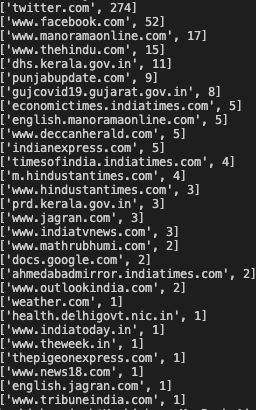 ['twitter.com', 274]
['www.facebook.com', 52]
['www.manoramaonline.com', 17]
['www.thehindu.com', 15]
['dhs.kerala.gov.in', 11]
['punjabupdate.com', 9]
['gujcovid19.gujarat.gov.in', 8]
['economictimes.indiatimes.com', 5]
['english.manoramaonline.com', 5]
['www.deccanherald.com', 5]
['indianexpress.com', 5]
['timesofindia.indiatimes.com', 4]
['m.hindustantimes.com', 4]
['www.hindustantimes.com', 3]
['prd.kerala.gov.in', 3]
['www.jagran.com', 3]
['www.indiatvnews.com', 3]
['www.mathrubhumi.com', 2]
['docs.google.com', 2]
['ahmedabadmirror.indiatimes.com', 2]
['www.outlookindia.com', 2]
['weather.com', 1]
['health.delhigovt.nic.in', 1]
['www.indiatoday.in', 1]
['www.theweek.in', 1]
['thepigeonexpress.com', 1]
['www.news18.com', 1]
['english.jagran.com', 1]
['www.tribuneindia.com', 1]